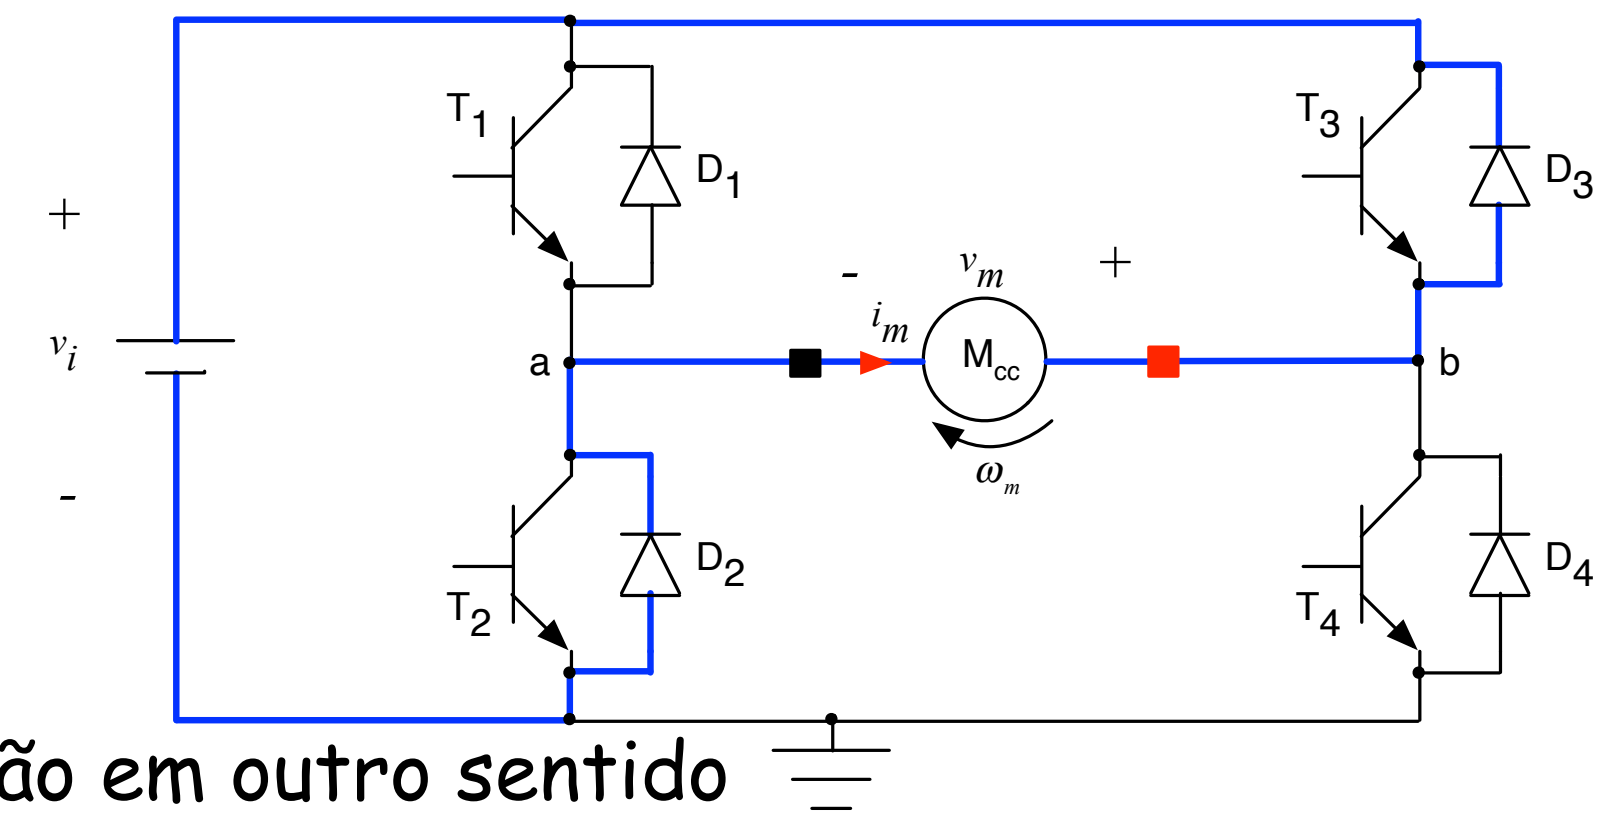 T1
D1
T3
D3
+
vi
-
-
vm
+
im
a
Mcc
b
ωm
D2
T2
D4
T4
ão em outro sentido